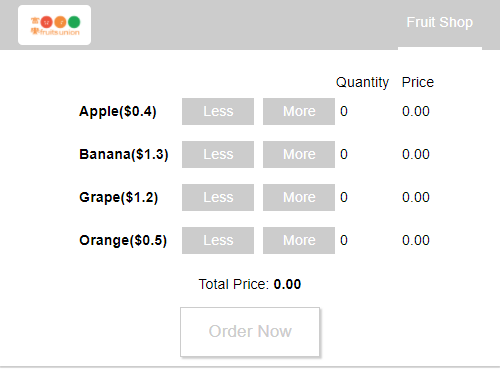 fruitsunion
Fruit Shop
Quantity Price
Apple($0.4) Less More 0 0.00
Banana($1.3) Less More 0 0.00
Grape($1.2) Less More 0 0.00
Orange($0.5) Less More 0 0.00
Total Price: 0.00
Order Now